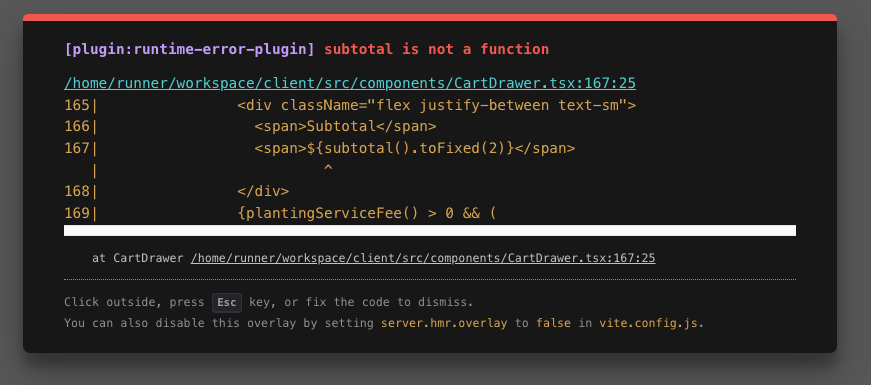 [plugin:runtime-error-plugin] subtotal is not a function
/home/runner/workspace/client/src/components/CartDrawer.tsx:167:25
165|                <div className="flex justify-between text-sm">
166|                  <span>Subtotal</span>
167|                  <span>${subtotal().toFixed(2)}</span>
   |                          ^
168|                </div>
169|                {plantingServiceFee() > 0 && (
at CartDrawer /home/runner/workspace/client/src/components/CartDrawer.tsx:167:25
Click outside, press Esc key, or fix the code to dismiss.
You can also disable this overlay by setting server.hmr.overlay to false in vite.config.js.